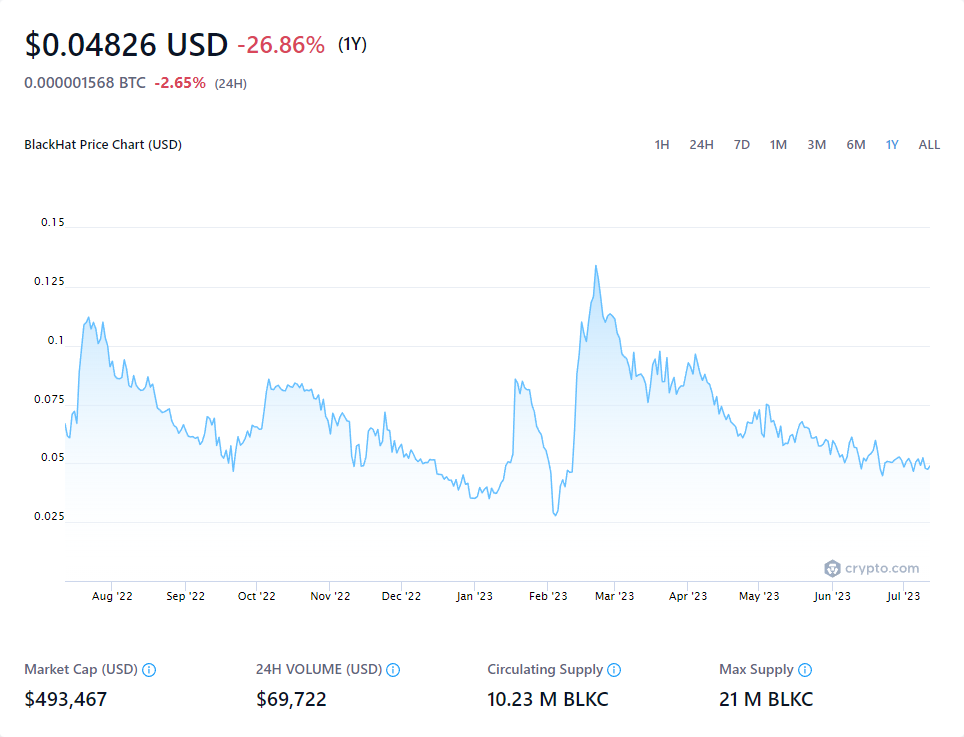 $0.04826 USD -26.86% (1Y)
0.000001568 BTC -2.65% (24H)
BlackHat Price Chart (USD) 1H 24H 7D 1M 3M 6M 1Y ALL
0.15
0.125
0.1
0.075
0.05
0.025
crypto.com
Aug '22 Sep '22 Oct '22 Nov '22 Dec '22 Jan '23 Feb '23 Mar '23 Apr '23 May '23 Jun '23 Jul '23
Market Cap (USD) 24H VOLUME (USD) Circulating Supply Max Supply
$493,467 $69,722 10.23 M BLKC 21 M BLKC